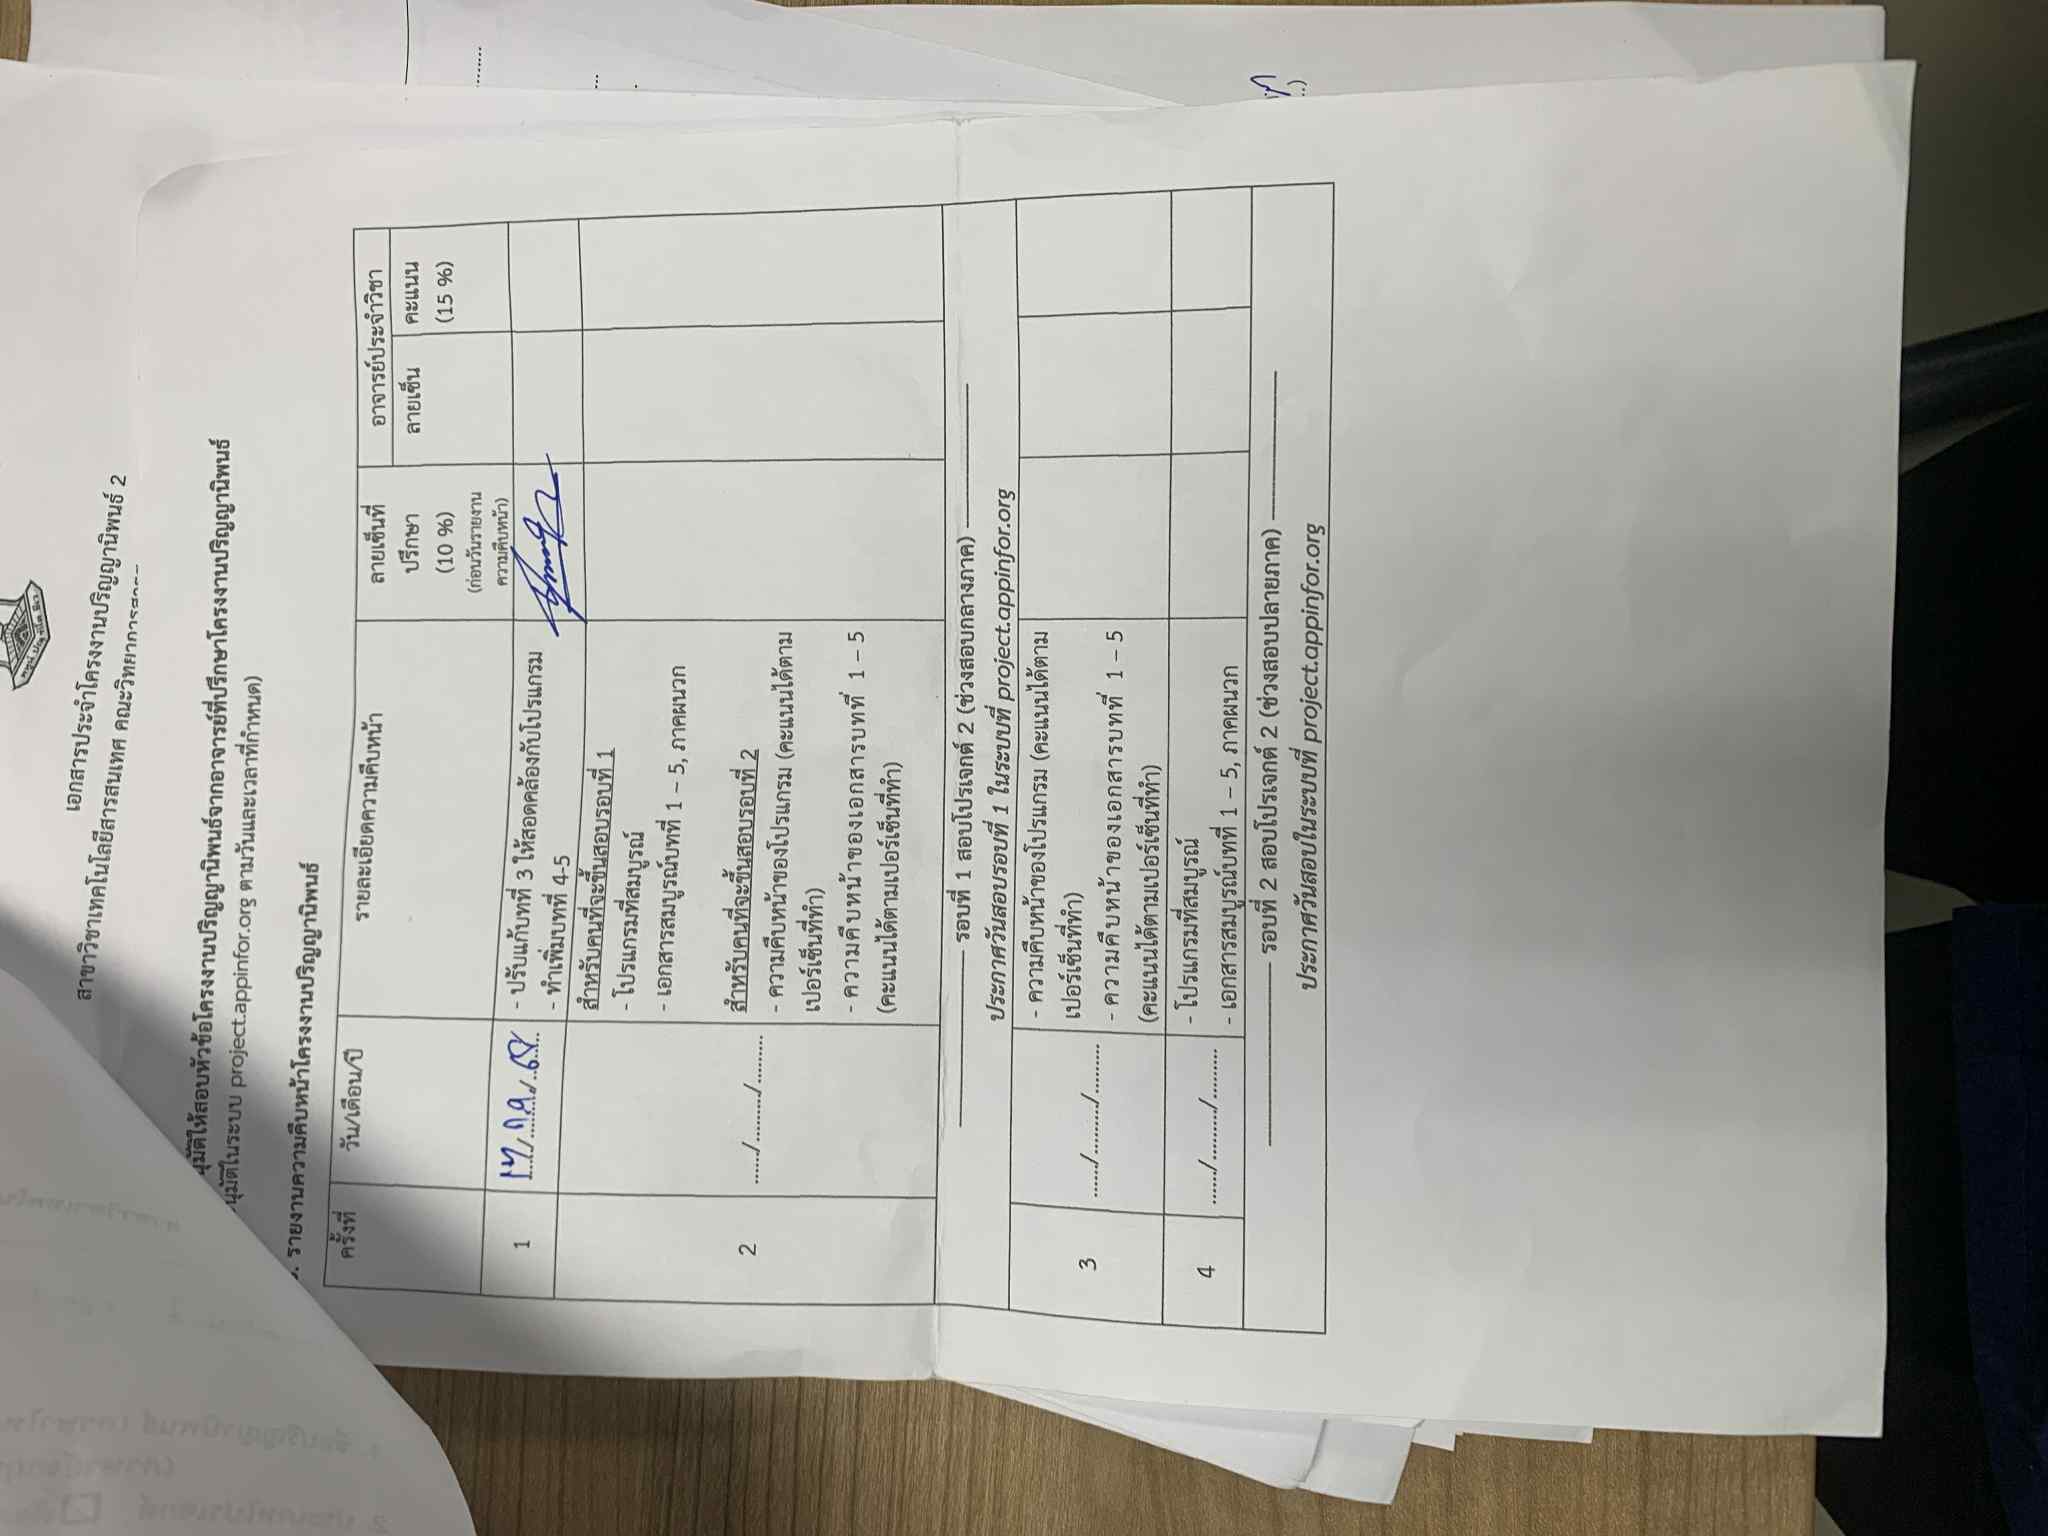 เอกสารประจำโครงงานปริญญานิพนธ์ 2
สาขาวิชาเทคโนโลยีสารสนเทศ คณะวิทยาการสาร
นุมัติให้สอบหัวข้อโครงงานปริญญานิพนธ์จากอาจารย์ที่ปรึกษาโครงงานปริญญานิพนธ์
นุมัติในระบบ project.appinfor.org ตามวันและเวลาที่กำหนด)
. รายงานความคืบหน้าโครงงานปริญญานิพนธ์
ครั้งที่ วัน/เดือน/ปี รายละเอียดความคืบหน้า ลายเซ็นที่ปรึกษา (10 %) (ก่อนวันรายงานความคืบหน้า) อาจารย์ประจำวิชา
ลายเซ็น คะแนน (15 %)
1 - ปรับแก้บทที่ 3 ให้สอดคล้องกับโปรแกรม
- ทำเพิ่มบทที่ 4-5
สำหรับคนที่จะขึ้นสอบรอบที่ 1
- โปรแกรมที่สมบูรณ์
- เอกสารสมบูรณ์บทที่ 1 – 5, ภาคผนวก
2 ....../........./.........
สำหรับคนที่จะขึ้นสอบรอบที่ 2
- ความคืบหน้าของโปรแกรม (คะแนนได้ตาม
เปอร์เซ็นที่ทำ)
- ความคืบหน้าของเอกสารบทที่ 1 – 5
(คะแนนได้ตามเปอร์เซ็นที่ทำ)
รอบที่ 1 สอบโปรเจกต์ 2 (ช่วงสอบกลางภาค)
ประกาศวันสอบรอบที่ 1 ในระบบที่ project.appinfor.org
3 ....../........./......... - ความคืบหน้าของโปรแกรม (คะแนนได้ตาม
เปอร์เซ็นที่ทำ)
- ความคืบหน้าของเอกสารบทที่ 1 – 5
(คะแนนได้ตามเปอร์เซ็นที่ทำ)
4 ....../........./......... - โปรแกรมที่สมบูรณ์
- เอกสารสมบูรณ์บทที่ 1 – 5, ภาคผนวก
รอบที่ 2 สอบโปรเจกต์ 2 (ช่วงสอบปลายภาค)
ประกาศวันสอบในระบบที่ project.appinfor.org